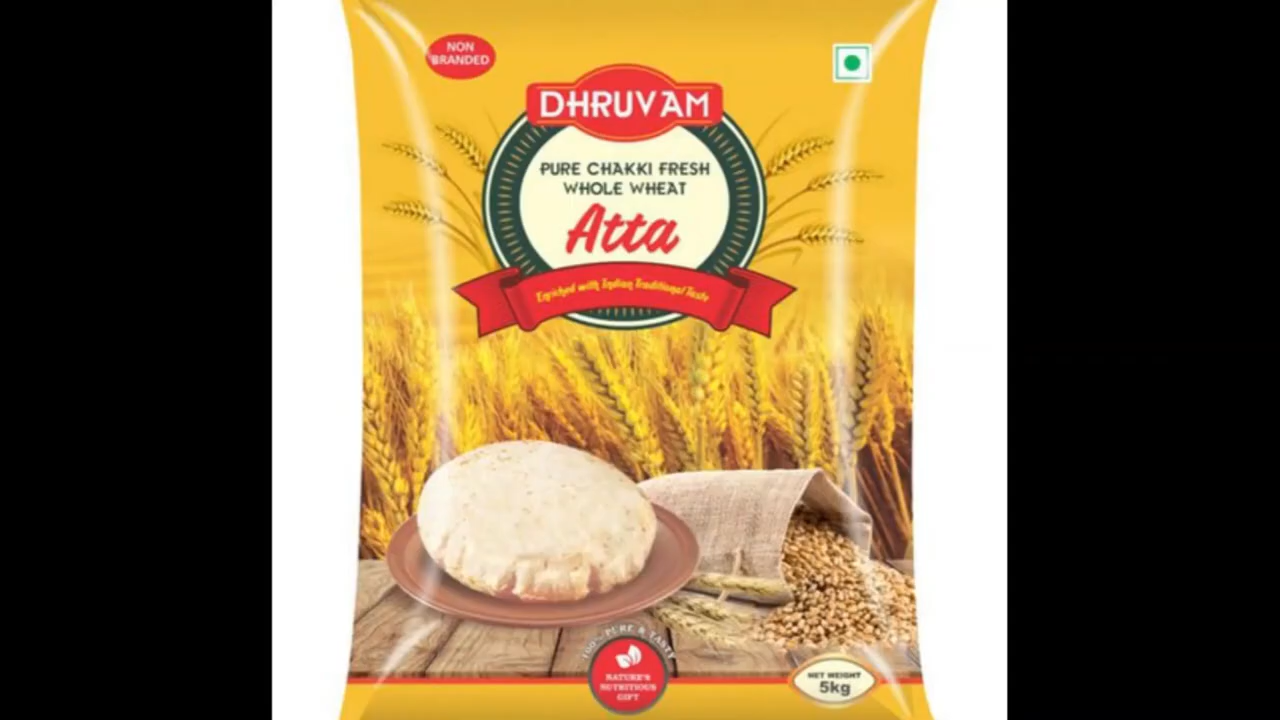 NON
BRANDED
DHRUVAM
PURE CHAKKI FRESH
WHOLE WHEAT
Atta
Enriched with Indian Traditional Taste
100% PURE & TASTY
NATURE'S
NUTRITIOUS
GIFT
NET WEIGHT
5kg